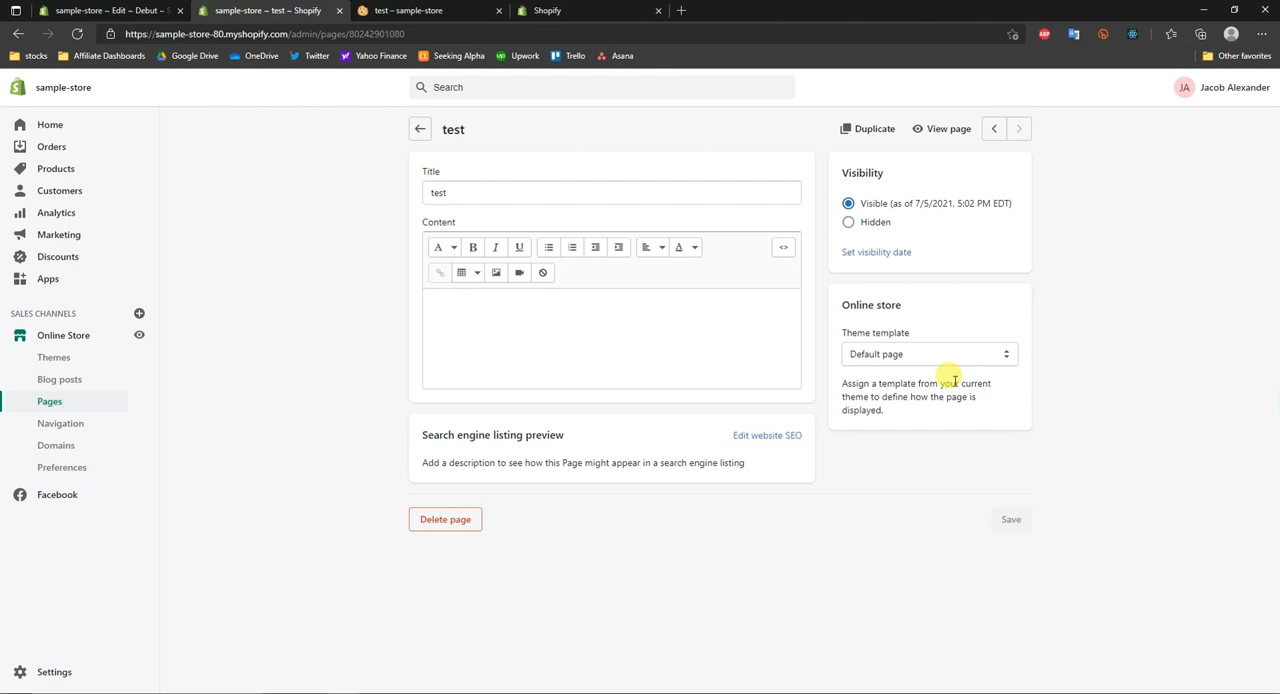 sample-store ~ Edit ~ Debut ~ S
sample-store ~ test ~ Shopify
test – sample-store
Shopify
https://sample-store-80.myshopify.com/admin/pages/80242901080
stocks
Affiliate Dashboards
Google Drive
OneDrive
Twitter
Yahoo Finance
Seeking Alpha
Upwork
Trello
Asana
Other favorites
sample-store
Search
JA Jacob Alexander
Home
Orders
Products
Customers
Analytics
Marketing
Discounts
Apps
SALES CHANNELS
Online Store
Themes
Blog posts
Pages
Navigation
Domains
Preferences
Facebook
Settings
test
Duplicate
View page
Title
test
Content
A B I U A <>
Search engine listing preview
Edit website SEO
Add a description to see how this Page might appear in a search engine listing
Delete page
Save
Visibility
Visible (as of 7/5/2021, 5:02 PM EDT)
Hidden
Set visibility date
Online store
Theme template
Default page
Assign a template from your current
theme to define how the page is
displayed.